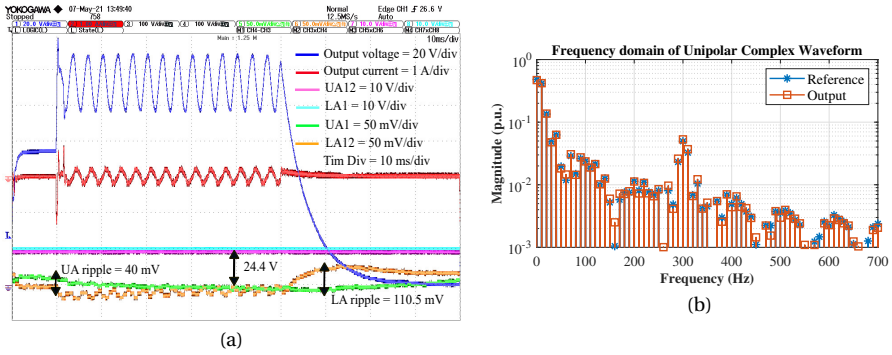 YOKOGAWA ◆ 07-May-21 13:49:40 Normal Edge CH1 26.6 V
Stopped 758 12.5MS/s Auto
Main : 1.25 M 10ms/div
Output voltage = 20 V/div
Output current = 1 A/div
UA12 = 10 V/div
LA1 = 10 V/div
UA1 = 50 mV/div
LA12 = 50 mV/div
Tim Div = 10 ms/div
UA ripple = 40 mV
24.4 V
LA ripple = 110.5 mV
(a)
Frequency domain of Unipolar Complex Waveform
Reference
Output
Magnitude (p.u.)
10^0
10^-1
10^-2
10^-3
0 100 200 300 400 500 600 700
Frequency (Hz)
(b)